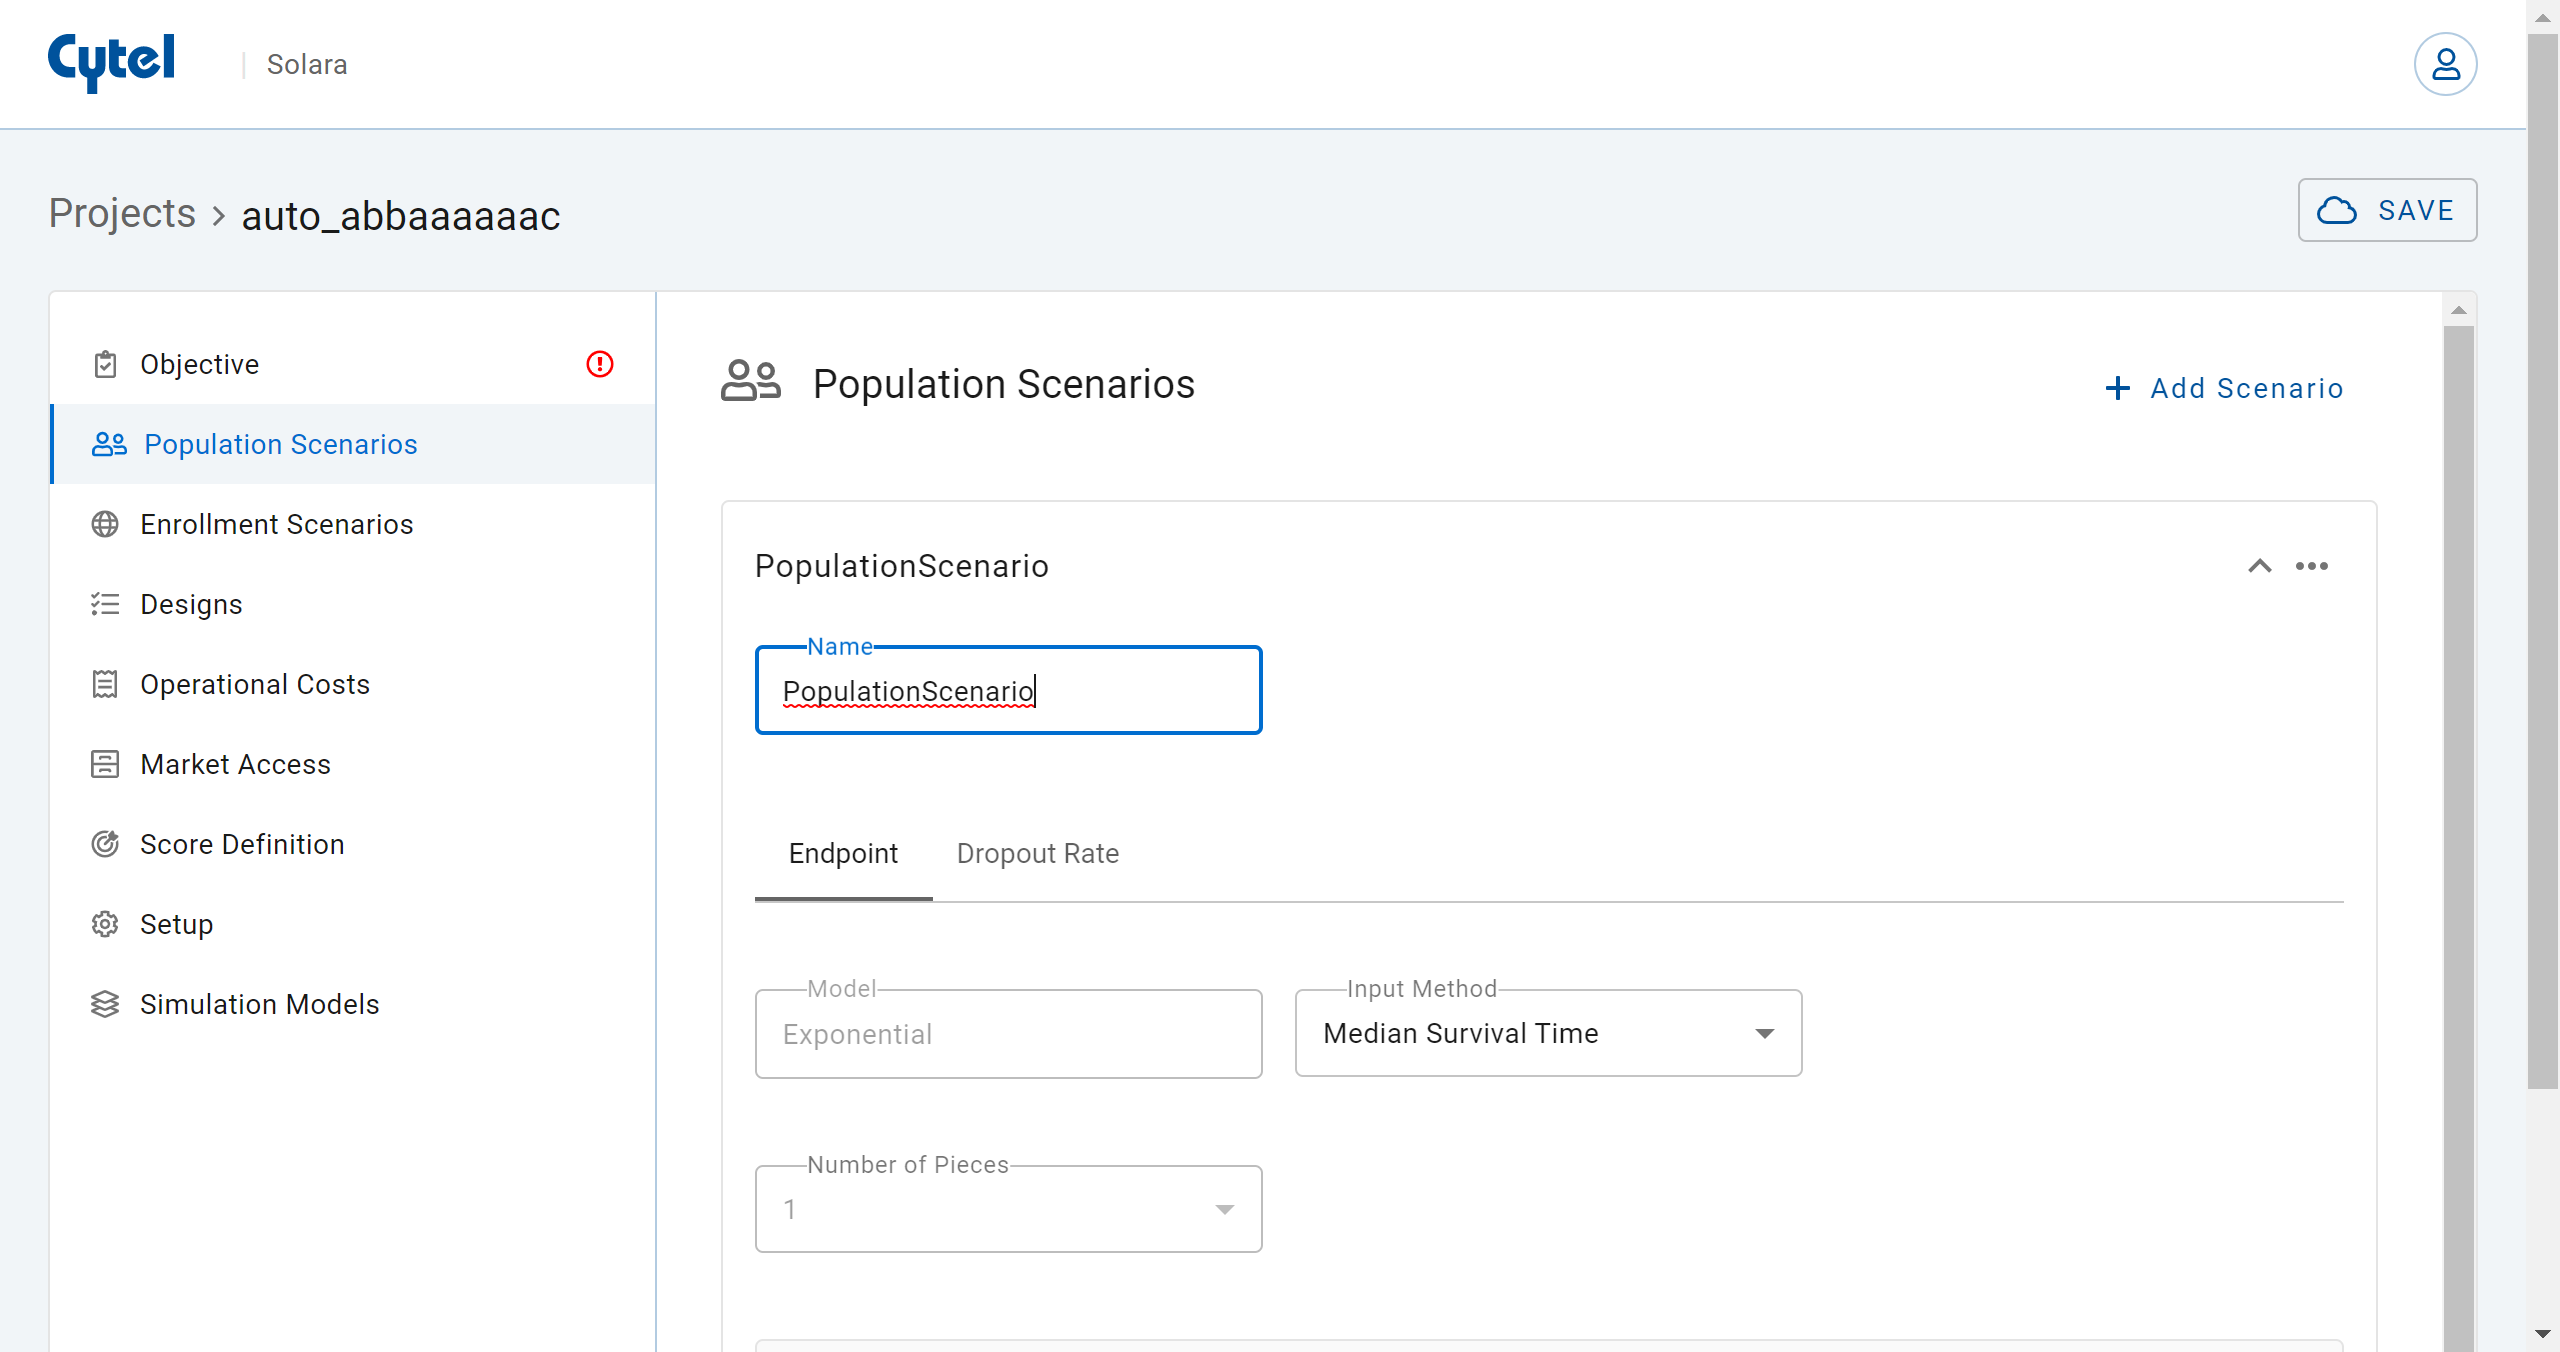 Cytel
Solara
Projects > auto_abbaaaaaac
SAVE
Objective
Population Scenarios
Enrollment Scenarios
Designs
Operational Costs
Market Access
Score Definition
Setup
Simulation Models
Population Scenarios
+ Add Scenario
PopulationScenario
Name
PopulationScenario
Endpoint
Dropout Rate
Model
Exponential
Input Method
Median Survival Time
Number of Pieces
1